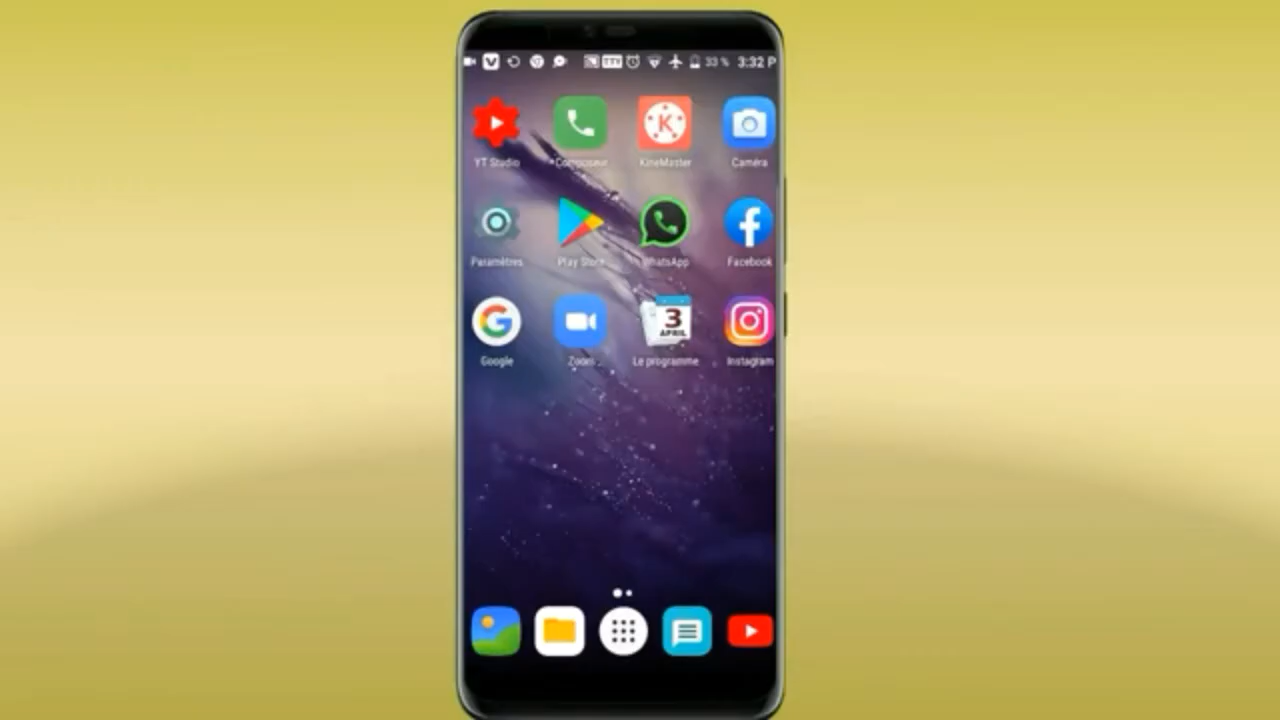 TTY 33 % 3:32 P
YT Studio Composeur KineMaster Caméra
Paramètres Play Store WhatsApp Facebook
3
APRIL
Google Zoom Le programme Instagram